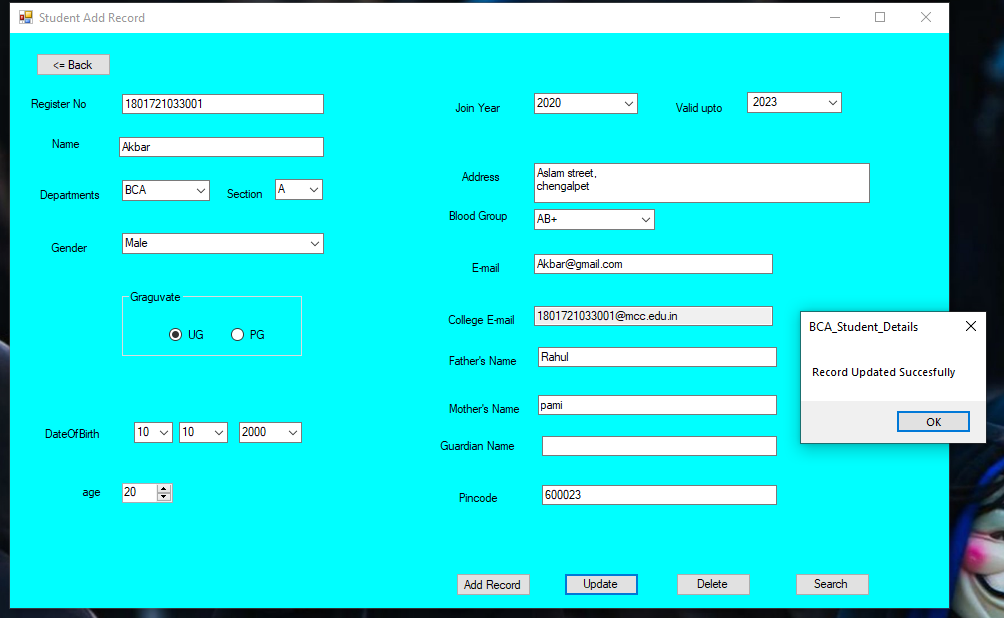 Student Add Record
<= Back
Register No 1801721033001
Join Year 2020 Valid upto 2023
Name Akbar
Address Aslam street,
chengalpet
Departments BCA Section A
Blood Group AB+
Gender Male
E-mail Akbar@gmail.com
Graguvate
UG PG
College E-mail 1801721033001@mcc.edu.in
BCA_Student_Details
Record Updated Succesfully
OK
Father's Name Rahul
Mother's Name pami
DateOfBirth 10 10 2000
Guardian Name
age 20
Pincode 600023
Add Record Update Delete Search